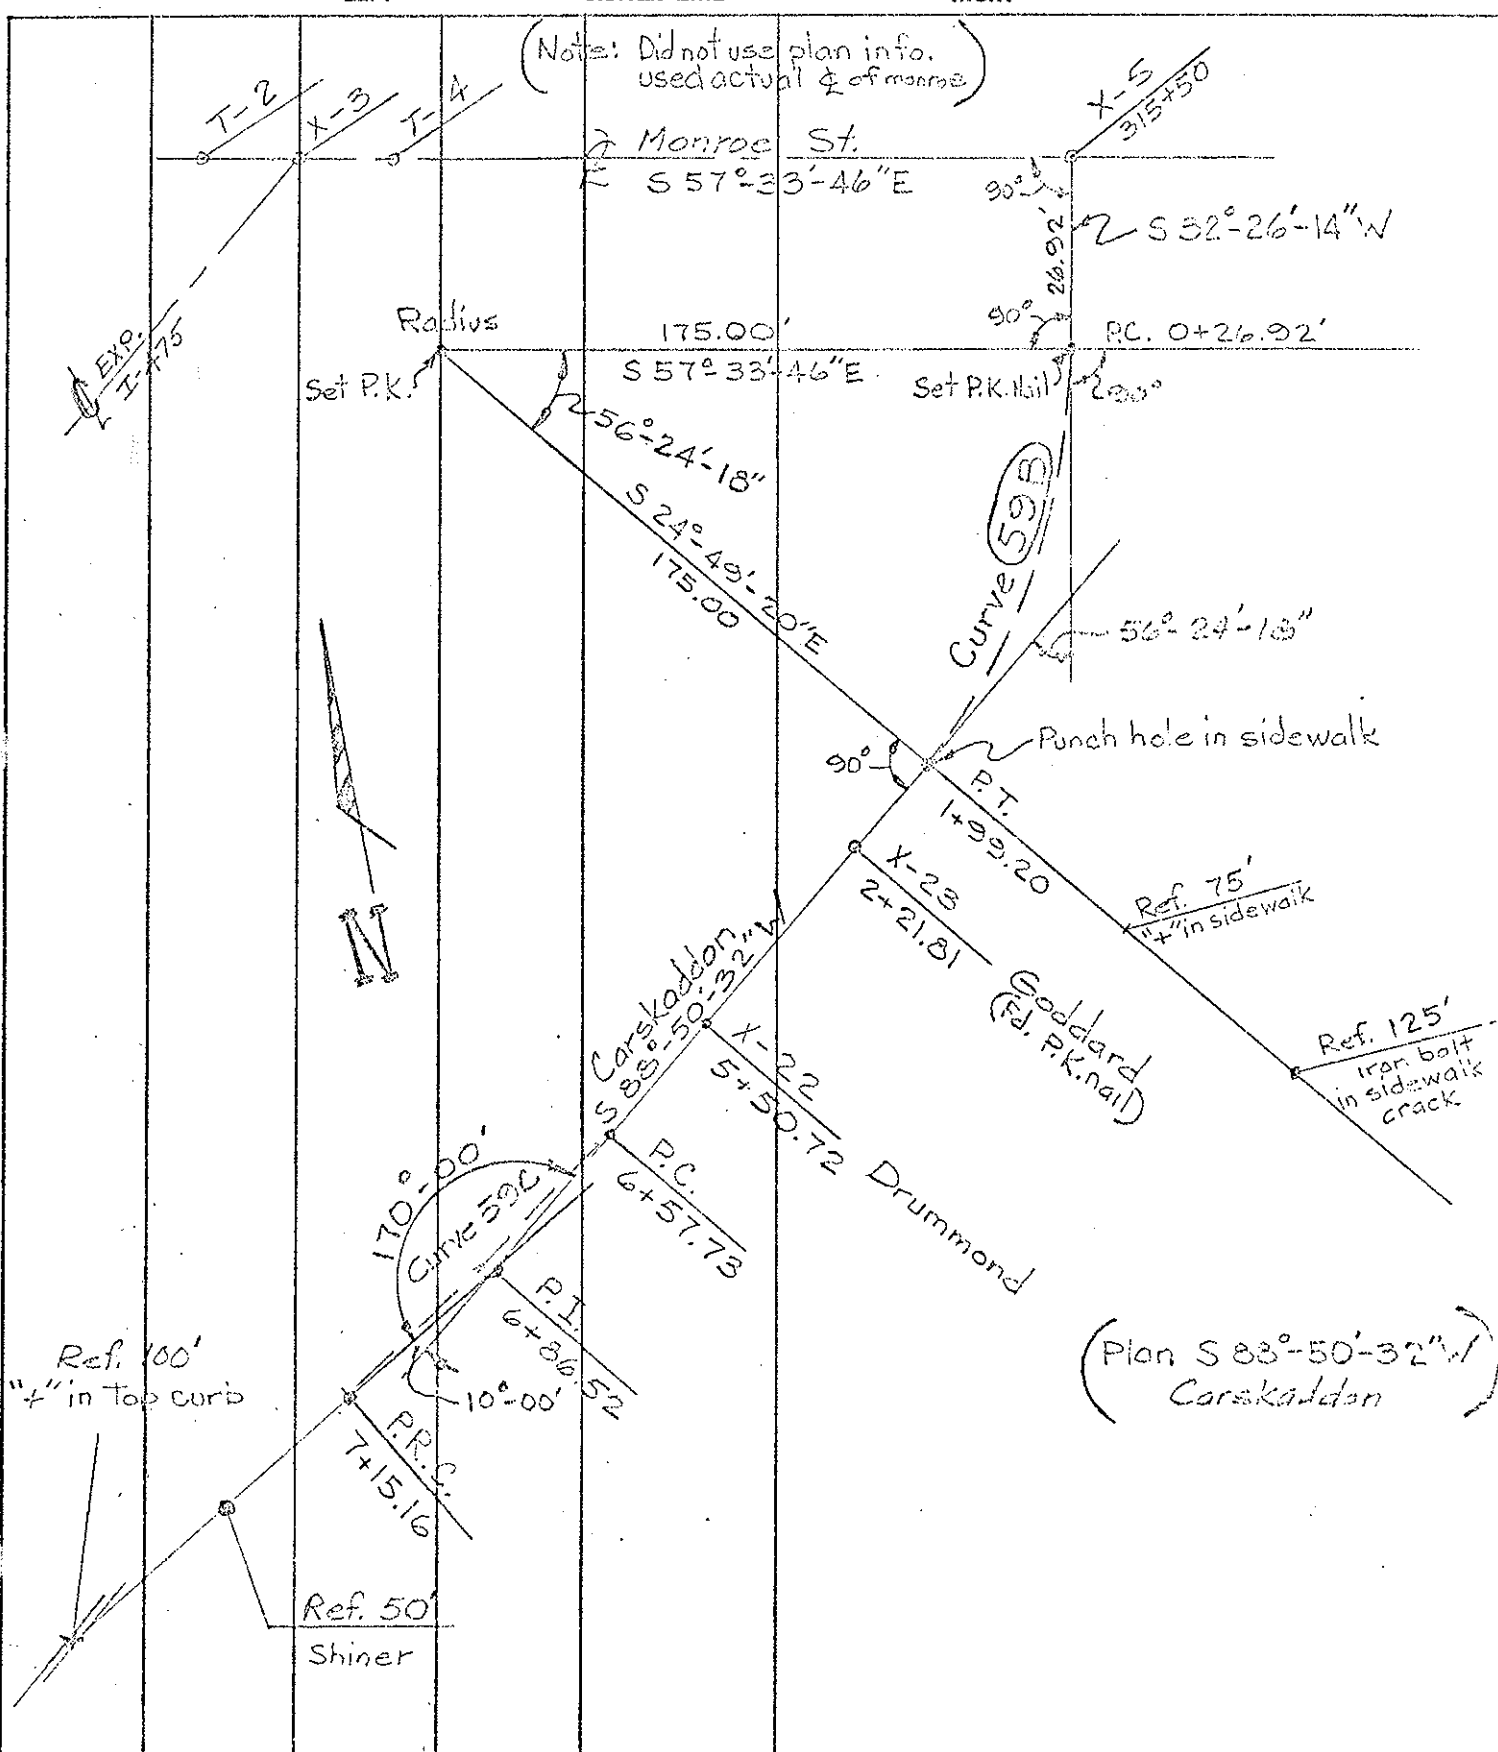 (Note: Did not use plan info.
used actual ℄ of monroe)
T-2
X-3
T-4
X-5
315+50
℄ Monroe St.
S 57°-33'-46"E
90°
26.92'
S 32°-26'-14"W
℄ EXP.
I-475
Radius
Set P.K.
175.00'
S 57°-33'-46"E
90°
P.C. 0+26.92'
Set P.K. Nail
90°
56°-24'-18"
S 24°-49'-20"E
175.00
Curve 59B
56°-24'-18"
Punch hole in sidewalk
90°
P.T.
1+99.20
X-23
2+21.81
Goddard
(Fd. P.K. nail)
Ref. 75'
"+" in sidewalk
Ref. 125'
iron bolt
in sidewalk
crack
N
Carskaddon
S 88°-50'-32"W
X-22
5+50.72 Drummond
P.C.
6+57.73
170°-00'
Curve 59C
P.I.
6+86.52
10°-00'
P.R.C.
7+15.16
Ref. 100'
"+" in Top curb
Ref. 50'
Shiner
(Plan S 88°-50'-32"W
Carskaddon)